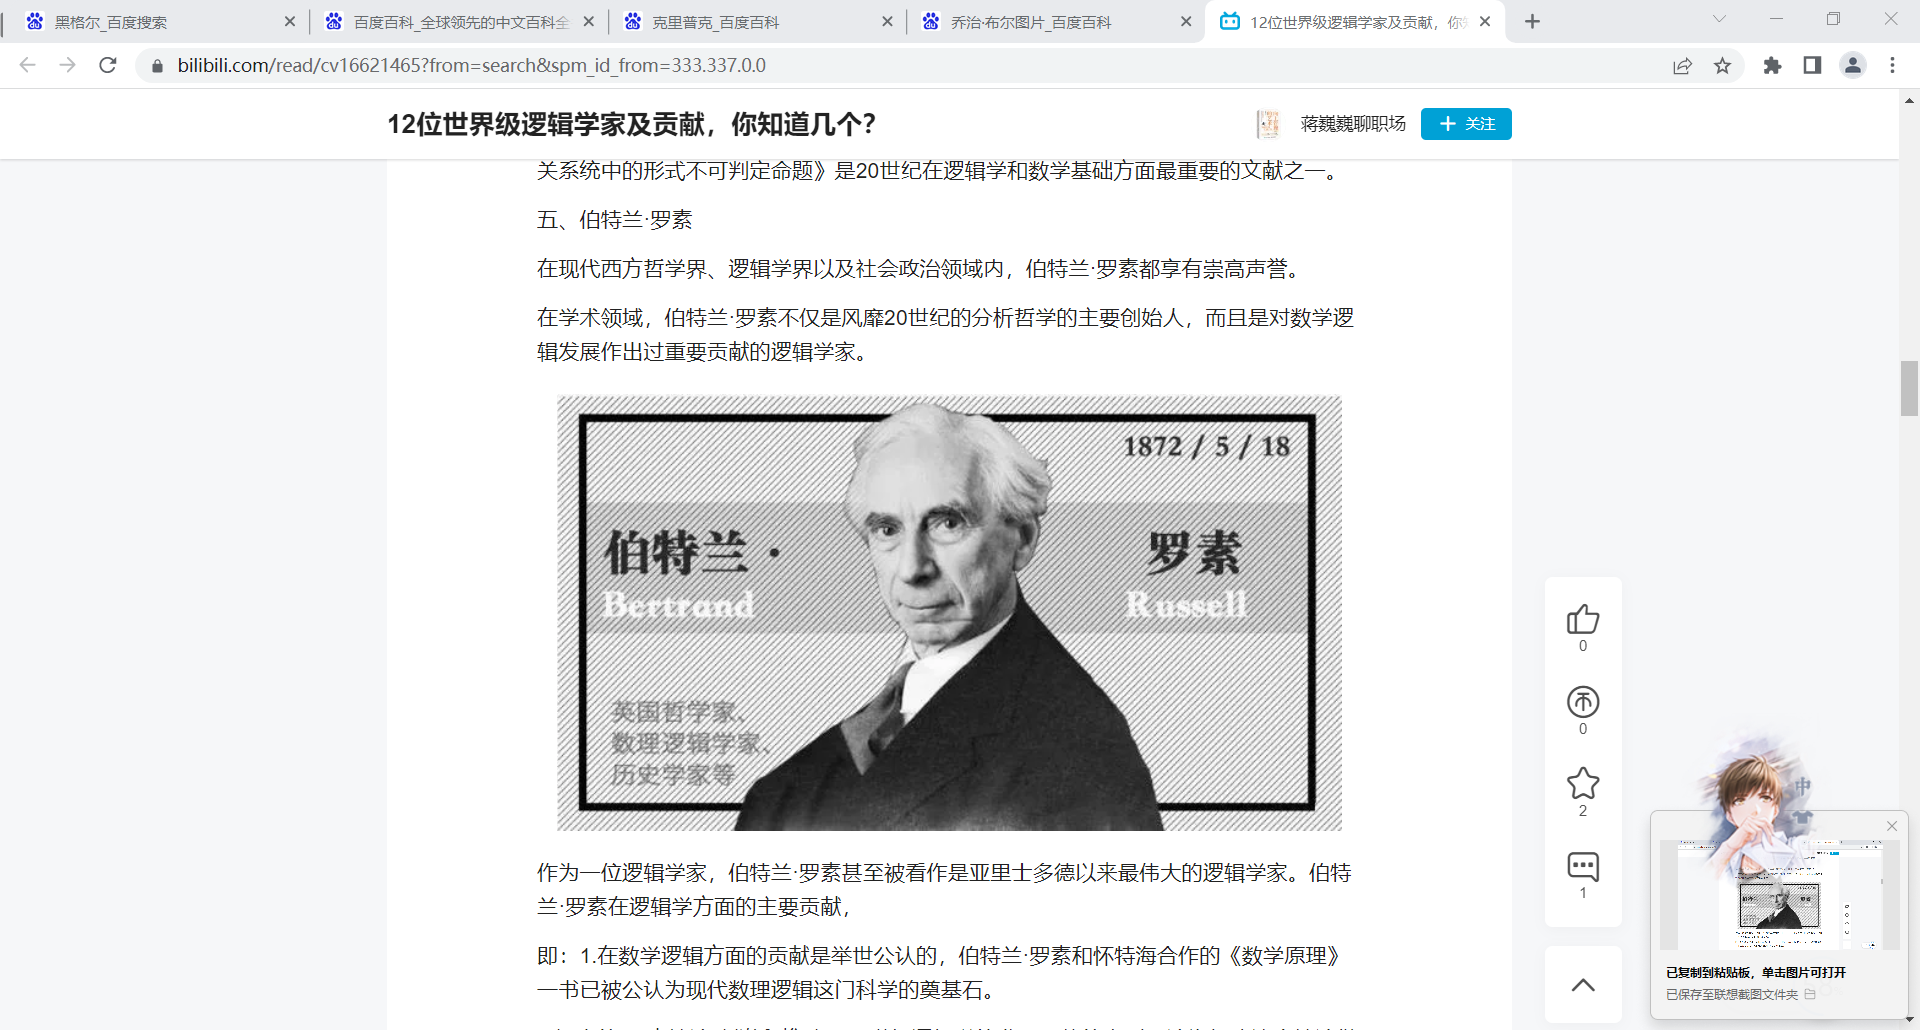 黑格尔_百度搜索
百度百科_全球领先的中文百科全
克里普克_百度百科
乔治·布尔图片_百度百科
12位世界级逻辑学家及贡献，你
bilibili.com/read/cv16621465?from=search&spm_id_from=333.337.0.0
12位世界级逻辑学家及贡献，你知道几个？
蒋巍巍聊职场
关注
关系统中的形式不可判定命题》是20世纪在逻辑学和数学基础方面最重要的文献之一。
五、伯特兰·罗素
在现代西方哲学界、逻辑学界以及社会政治领域内，伯特兰·罗素都享有崇高声誉。
在学术领域，伯特兰·罗素不仅是风靡20世纪的分析哲学的主要创始人，而且是对数学逻
辑发展作出过重要贡献的逻辑学家。
1872 / 5 / 18
伯特兰·
罗素
Bertrand
Russell
英国哲学家、
数理逻辑学家、
历史学家等
作为一位逻辑学家，伯特兰·罗素甚至被看作是亚里士多德以来最伟大的逻辑学家。伯特
兰·罗素在逻辑学方面的主要贡献，
即：1.在数学逻辑方面的贡献是举世公认的，伯特兰·罗素和怀特海合作的《数学原理》
一书已被公认为现代数理逻辑这门科学的奠基石。
0
0
2
1
中
已复制到粘贴板，单击图片可打开
已保存至联想截图文件夹